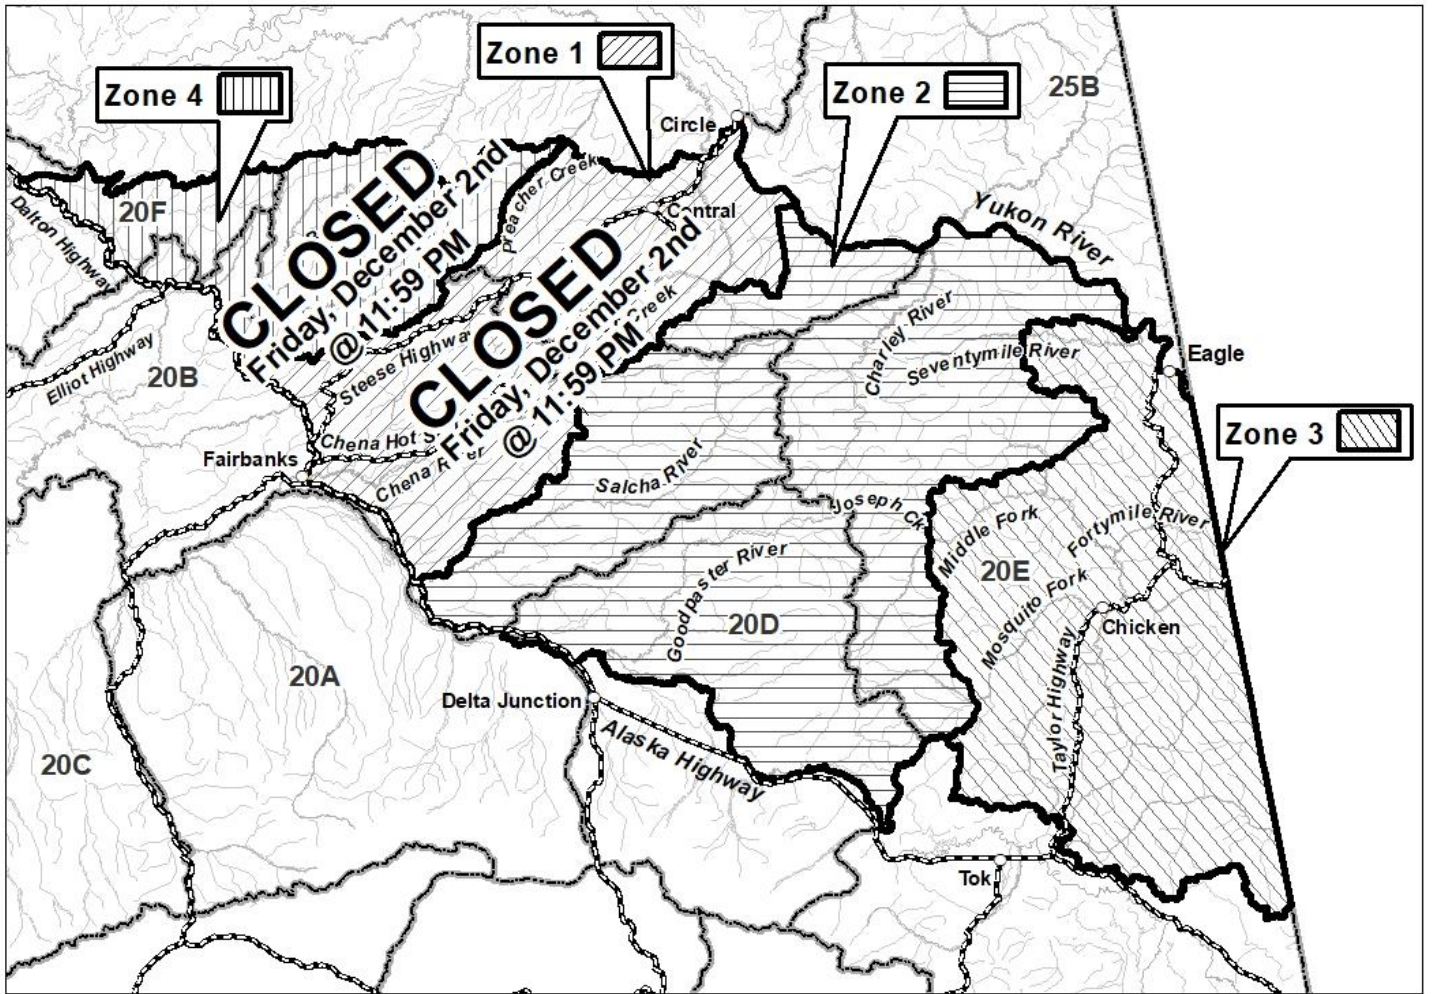 Zone 1
Zone 4
Zone 2
25B
Circle
Preacher Creek
20F
Central
Dalton Highway
CLOSED
Friday, December 2nd
@11:59 PM
Yukon River
CLOSED
Friday, December 2nd
@ 11:59 PM
Creek
Charley River
Steese Highwa
Seventymile River
Eagle
Elliot Highway
20B
Zone 3
Chena Hot S
Fairbanks
Chena River
Salcha River
Joseph Ck
Middle Fork
Fortymile River
20E
Goodpaster River
Mosquito Fork
20D
Chicken
20A
Taylor Highway
Delta Junction
Alaska Highway
20C
Tok